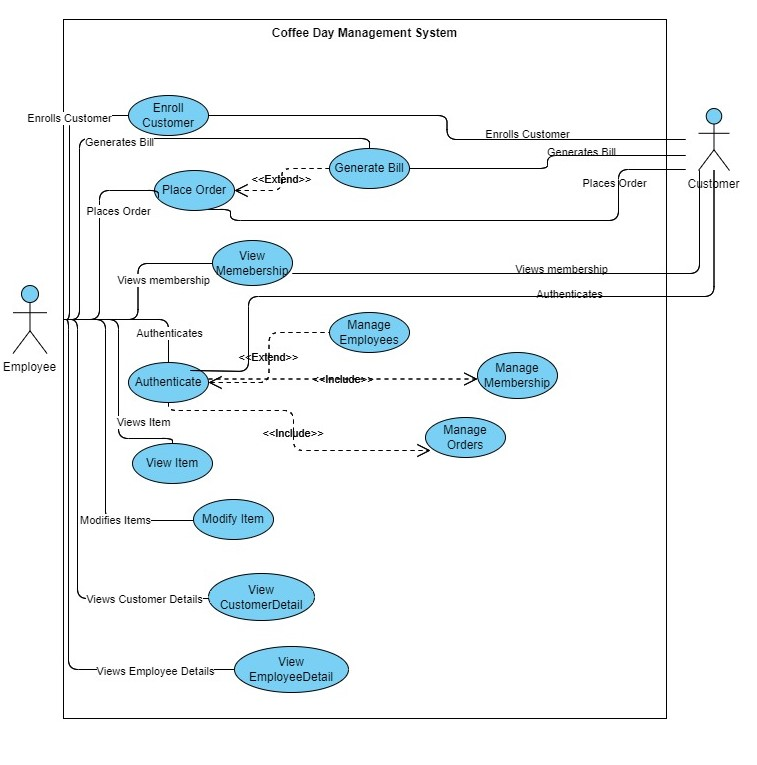 Coffee Day Management System
Enroll
Customer
Enrolls Customer
Enrolls Customer
Generates Bill
Generates Bill
Generate Bill
<<Extend>>
Place Order
Places Order
Places Order
Customer
View
Memebership
Views membership
Views membership
Authenticates
Employee
Authenticates
Manage
Employees
<<Extend>>
Authenticate
<<Include>>
Manage
Membership
Views Item
<<Include>>
Manage
Orders
View Item
Modifies Items
Modify Item
Views Customer Details
View
CustomerDetail
Views Employee Details
View
EmployeeDetail